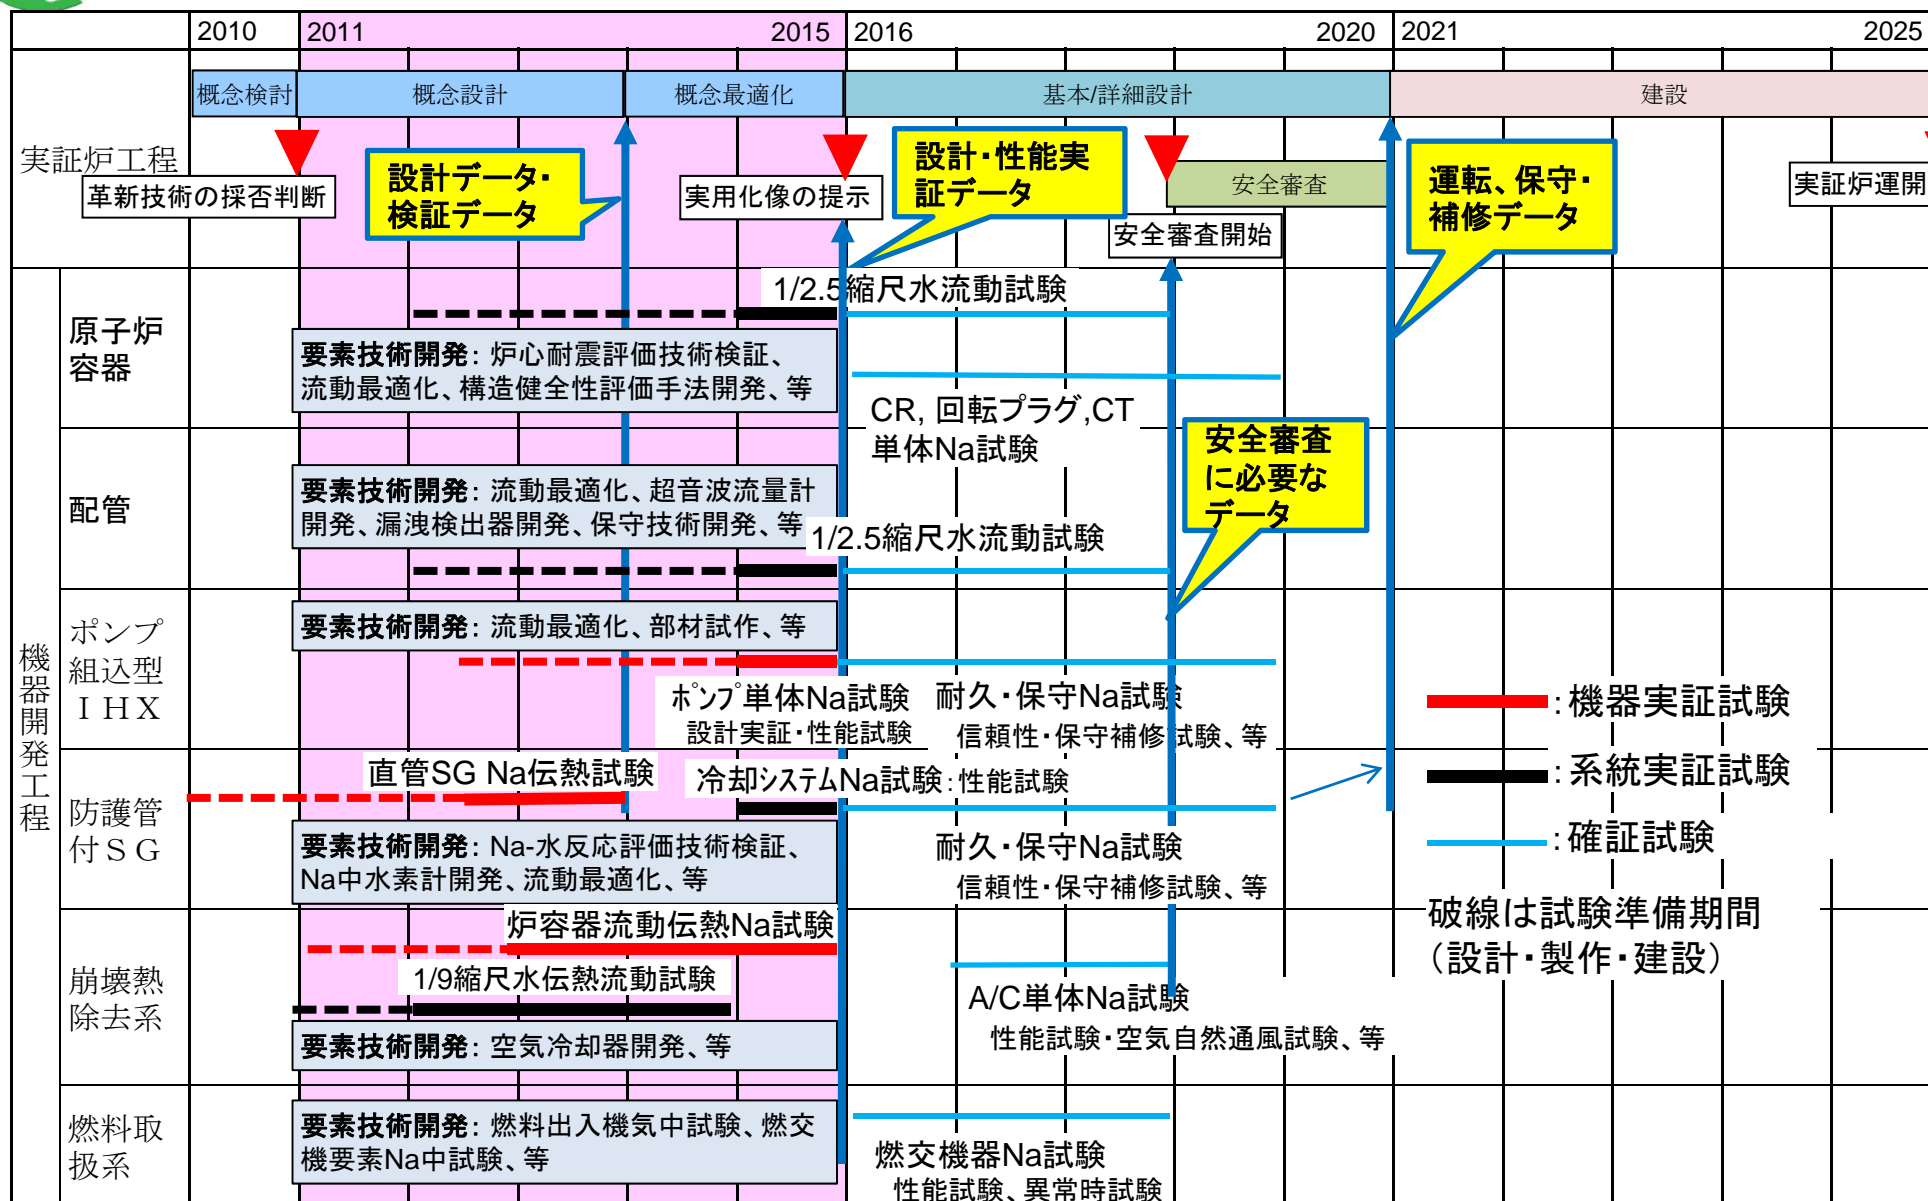 2010
2011
2015
2016
2020
2021
2025
概念検討
概念設計
概念最適化
基本/詳細設計
建設
実証炉工程
革新技術の採否判断
設計データ・
検証データ
実用化像の提示
設計・性能実
証データ
安全審査
安全審査開始
運転、保守・
補修データ
実証炉運開
機器開発工程
原子炉
容器
1/2.5縮尺水流動試験
要素技術開発: 炉心耐震評価技術検証、
流動最適化、構造健全性評価手法開発、等
CR, 回転プラグ,CT
単体Na試験
安全審査
に必要な
データ
配管
要素技術開発: 流動最適化、超音波流量計
開発、漏洩検出器開発、保守技術開発、等
1/2.5縮尺水流動試験
ポンプ
組込型
ＩＨＸ
要素技術開発: 流動最適化、部材試作、等
ﾎﾟﾝﾌﾟ単体Na試験
設計実証・性能試験
耐久・保守Na試験
信頼性・保守補修試験、等
防護管
付ＳＧ
直管SG Na伝熱試験
冷却ｼｽﾃﾑNa試験:性能試験
要素技術開発: Na-水反応評価技術検証、
Na中水素計開発、流動最適化、等
耐久・保守Na試験
信頼性・保守補修試験、等
崩壊熱
除去系
炉容器流動伝熱Na試験
1/9縮尺水伝熱流動試験
要素技術開発: 空気冷却器開発、等
A/C単体Na試験
性能試験・空気自然通風試験、等
燃料取
扱系
要素技術開発: 燃料出入機気中試験、燃交
機要素Na中試験、等
燃交機器Na試験
性能試験、異常時試験
:機器実証試験
:系統実証試験
:確証試験
破線は試験準備期間
(設計・製作・建設)